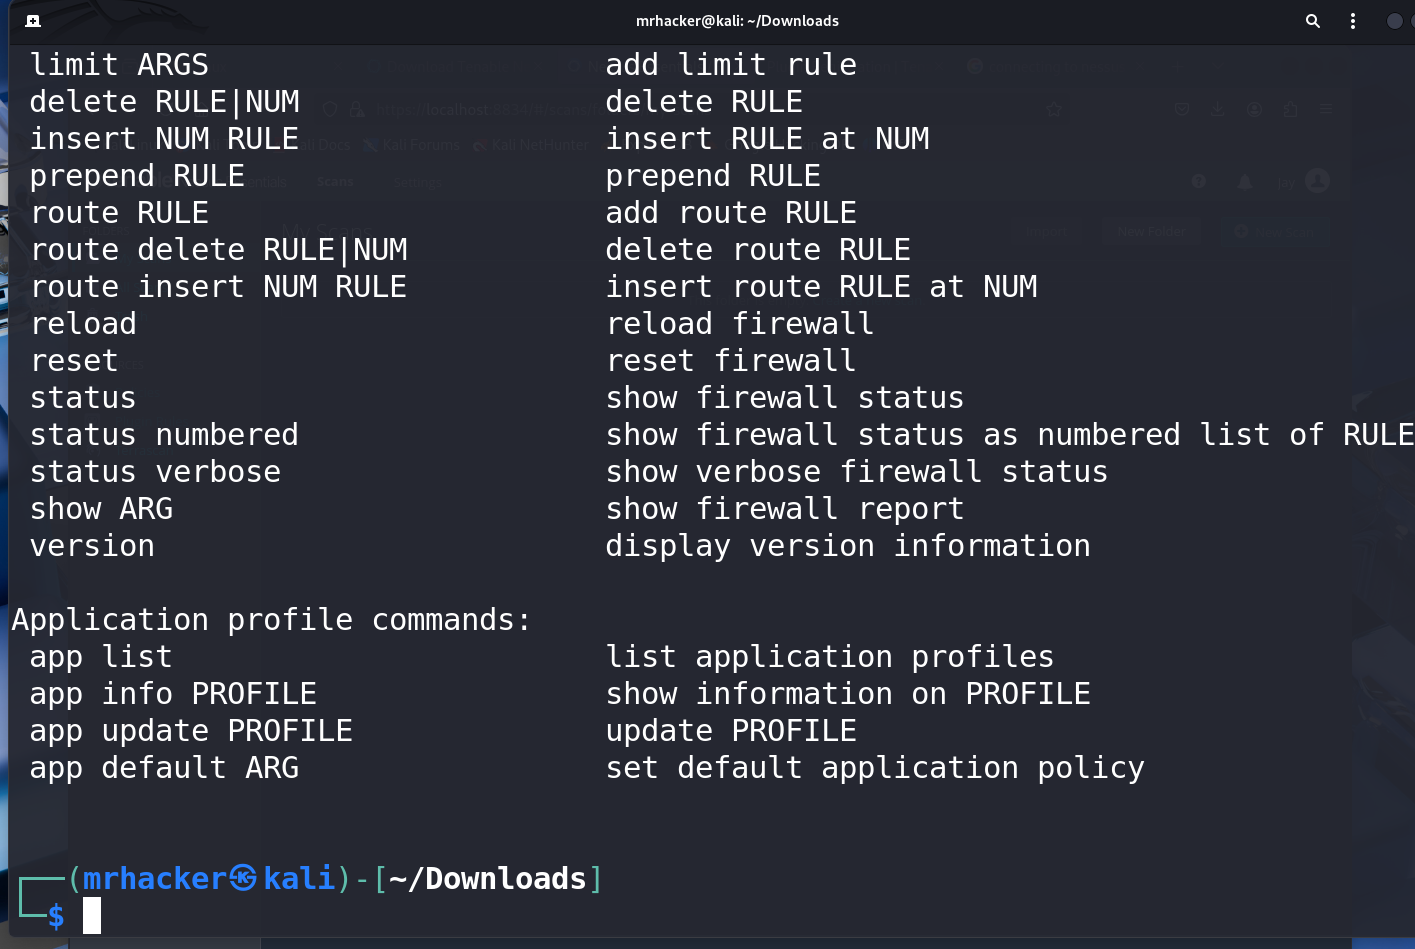 mrhacker@kali: ~/Downloads
limit ARGS add limit rule
delete RULE|NUM delete RULE
insert NUM RULE insert RULE at NUM
prepend RULE prepend RULE
route RULE add route RULE
route delete RULE|NUM delete route RULE
route insert NUM RULE insert route RULE at NUM
reload reload firewall
reset reset firewall
status show firewall status
status numbered show firewall status as numbered list of RULE
status verbose show verbose firewall status
show ARG show firewall report
version display version information
Application profile commands:
app list list application profiles
app info PROFILE show information on PROFILE
app update PROFILE update PROFILE
app default ARG set default application policy
(mrhacker㉿kali)-[~/Downloads]
$